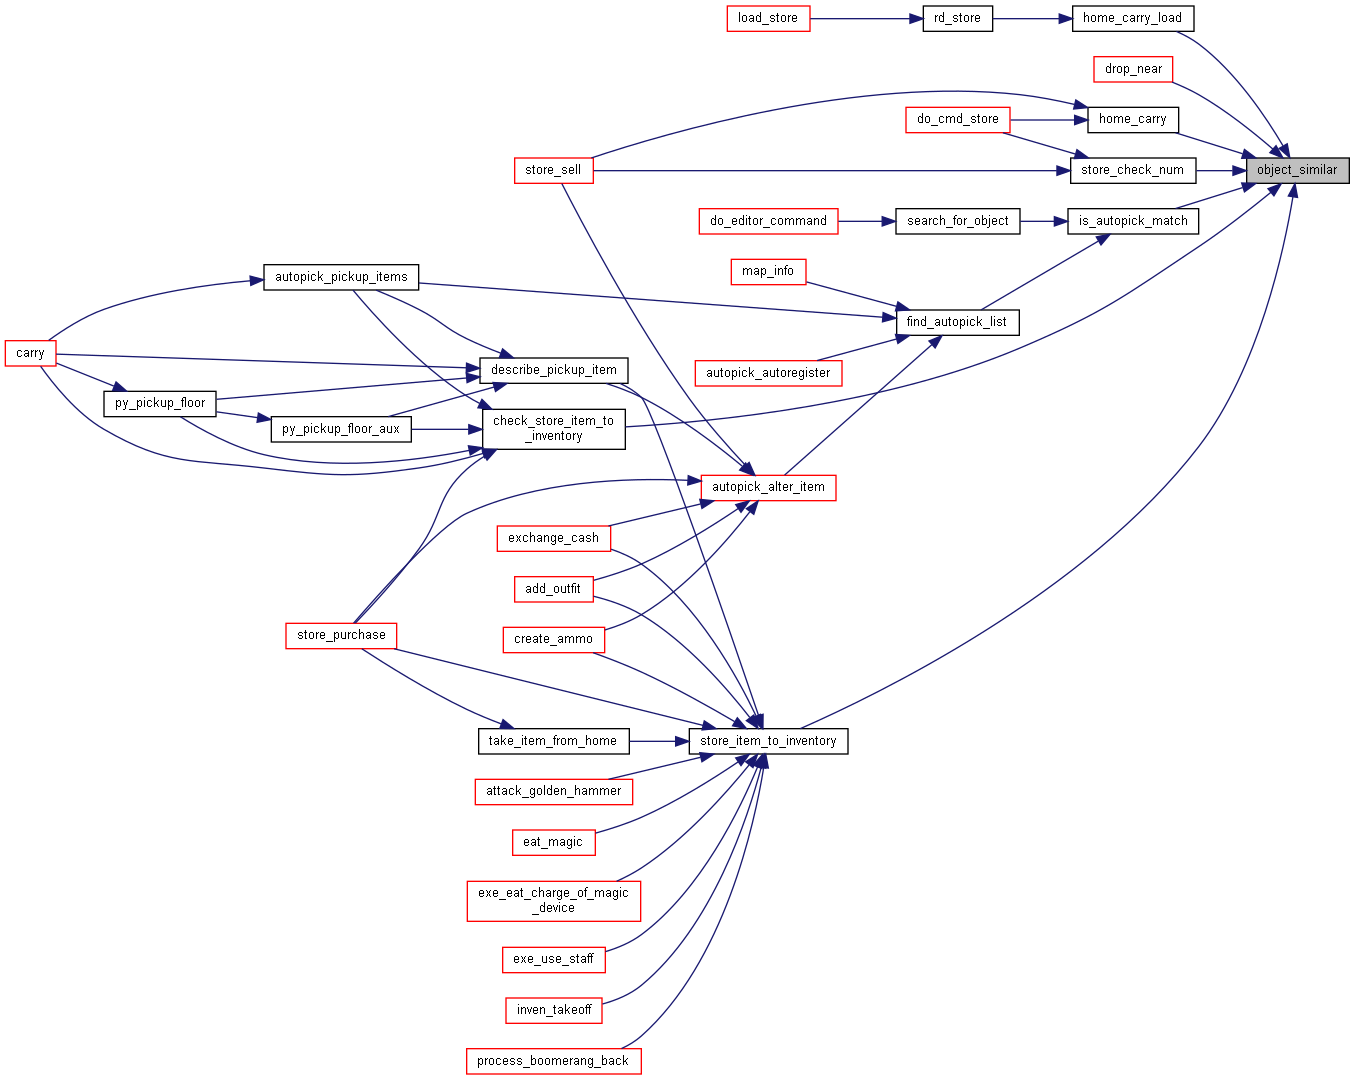 load_store
rd_store
home_carry_load
drop_near
home_carry
do_cmd_store
store_sell
store_check_num
object_similar
do_editor_command
search_for_object
is_autopick_match
map_info
autopick_pickup_items
find_autopick_list
carry
describe_pickup_item
autopick_autoregister
py_pickup_floor
py_pickup_floor_aux
check_store_item_to
_inventory
autopick_alter_item
exchange_cash
add_outfit
store_purchase
create_ammo
take_item_from_home
store_item_to_inventory
attack_golden_hammer
eat_magic
exe_eat_charge_of_magic
_device
exe_use_staff
inven_takeoff
process_boomerang_back